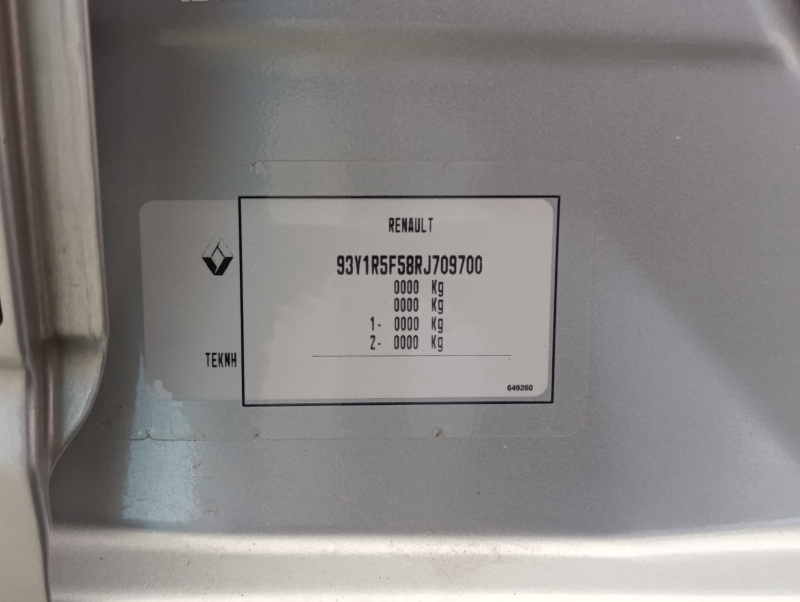 RENAULT
93Y1R5F58RJ709700
0000 Kg
0000 Kg
1- 0000 Kg
2- 0000 Kg
TEKNH
649260